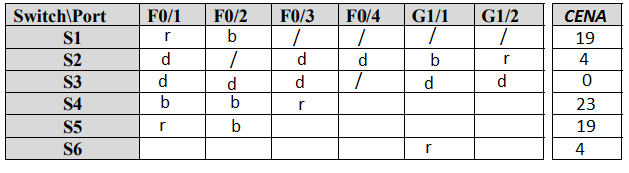 Switch\Port F0/1 F0/2 F0/3 F0/4 G1/1 G1/2 CENA
S1 r b / / / / 19
S2 d / d d b r 4
S3 d d d / d d 0
S4 b b r 23
S5 r b 19
S6 r 4